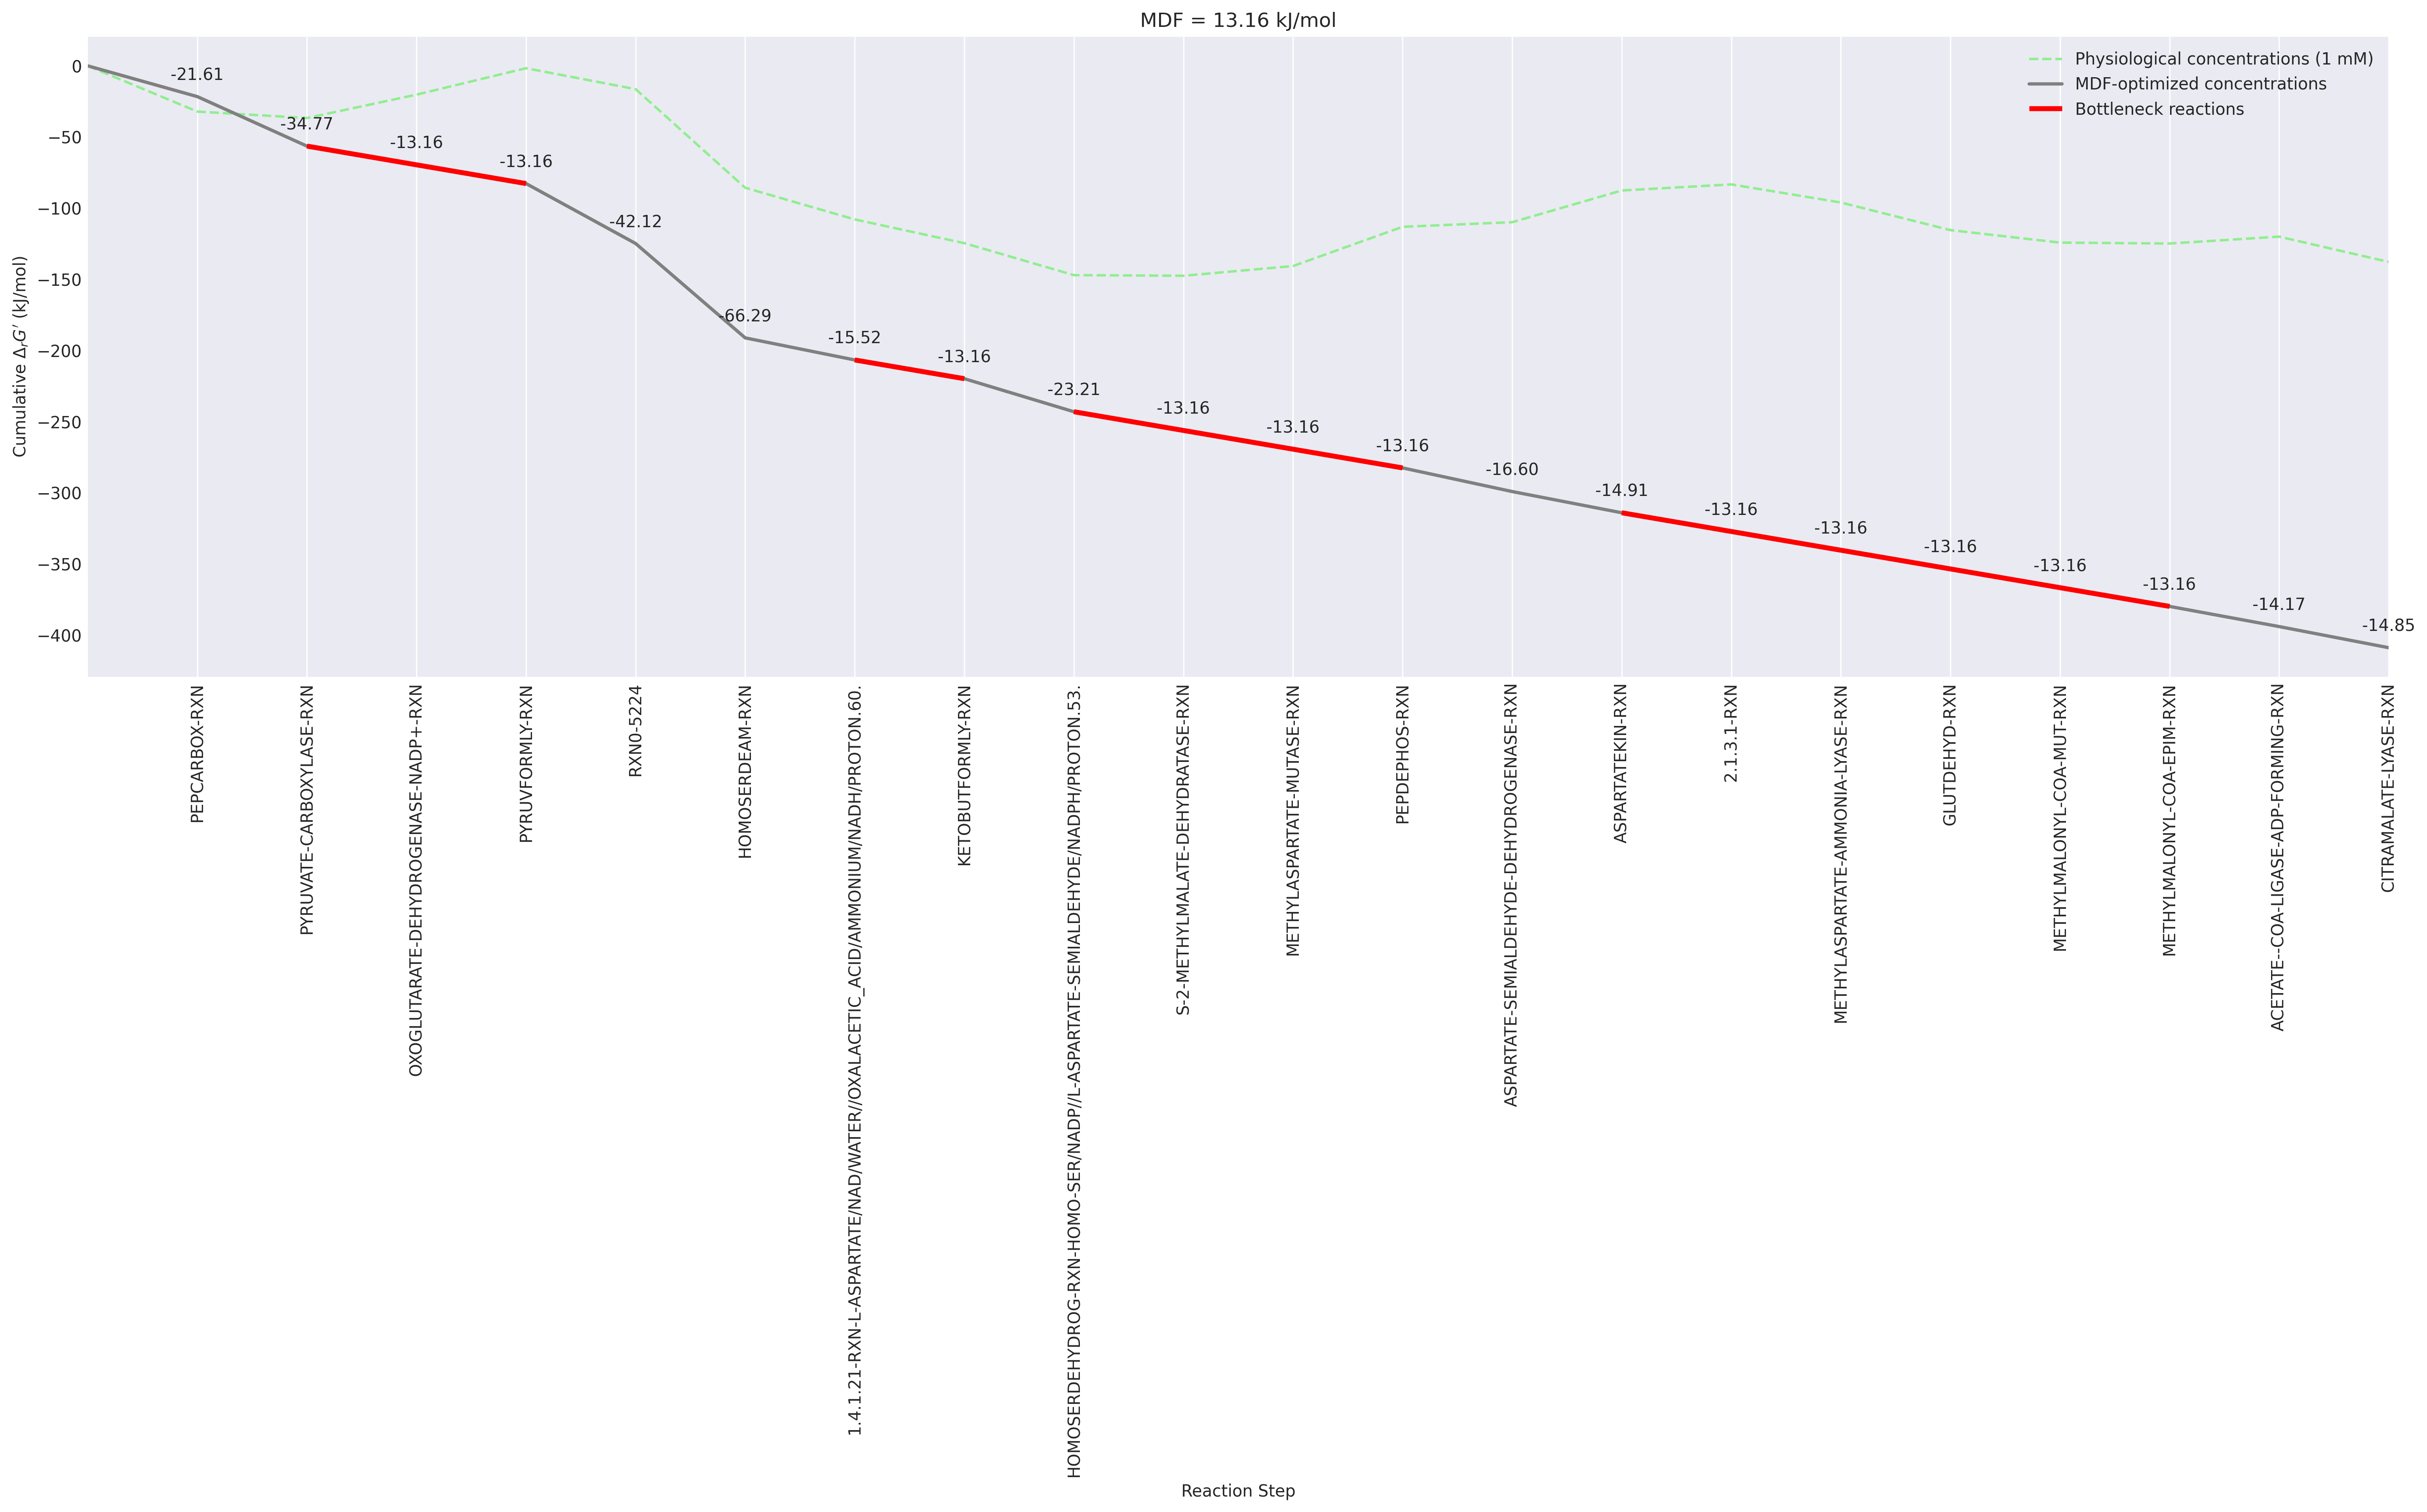 MDF = 13.16 kJ/mol
Physiological concentrations (1 mM)
MDF-optimized concentrations
Bottleneck reactions
Cumulative ΔrG′ (kJ/mol)
0
−50
−100
−150
−200
−250
−300
−350
−400
-21.61
-34.77
-13.16
-13.16
-42.12
-66.29
-15.52
-13.16
-23.21
-13.16
-13.16
-13.16
-16.60
-14.91
-13.16
-13.16
-13.16
-13.16
-13.16
-14.17
-14.85
PEPCARBOX-RXN
PYRUVATE-CARBOXYLASE-RXN
OXOGLUTARATE-DEHYDROGENASE-NADP+-RXN
PYRUVFORMLY-RXN
RXN0-5224
HOMOSERDEAM-RXN
1.4.1.21-RXN-L-ASPARTATE/NAD/WATER//OXALACETIC_ACID/AMMONIUM/NADH/PROTON.60.
KETOBUTFORMLY-RXN
HOMOSERDEHYDROG-RXN-HOMO-SER/NADP//L-ASPARTATE-SEMIALDEHYDE/NADPH/PROTON.53.
S-2-METHYLMALATE-DEHYDRATASE-RXN
METHYLASPARTATE-MUTASE-RXN
PEPDEPHOS-RXN
ASPARTATE-SEMIALDEHYDE-DEHYDROGENASE-RXN
ASPARTATEKIN-RXN
2.1.3.1-RXN
METHYLASPARTATE-AMMONIA-LYASE-RXN
GLUTDEHYD-RXN
METHYLMALONYL-COA-MUT-RXN
METHYLMALONYL-COA-EPIM-RXN
ACETATE--COA-LIGASE-ADP-FORMING-RXN
CITRAMALATE-LYASE-RXN
Reaction Step